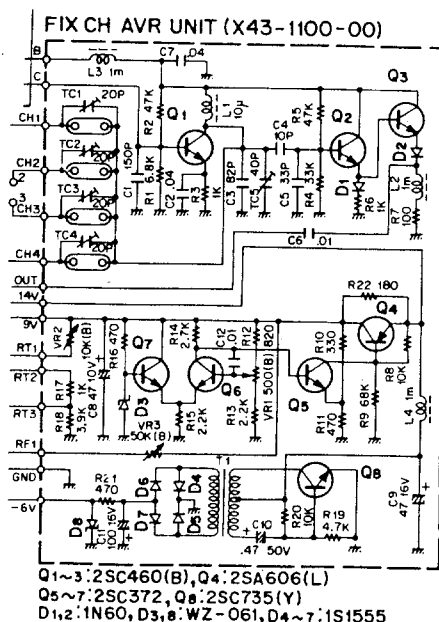 FIX CH AVR UNIT (X43-1100-00)
B
C
L3 1m
C7 .04
TC1
20P
CH1
TC2
20P
CH2
2
3
TC3
20P
CH3
TC4
20P
CH4
C1 150P
R2 47K
R1 6.8K
Q1
C2 .04
R3 1K
L1 10μ
C3 82P
TC5 40P
C4
10P
C5 33P
R4 33K
R5 47K
Q2
D1
R6 1K
Q3
D2
L2 1m
R7 100
C6 .01
OUT
14V
9V
RT1
RT2
RT3
RF1
GND
-6V
VR2
10K(B)
R17 1K
R18 3.9K
C8 47 10V
R16 470
Q7
D3
R14 2.7K
R15 2.2K
Q6
C12 .01
R12 820
VR1 500(B)
R13 2.2K
VR3
50K(B)
Q5
R10 330
R11 470
R22 180
Q4
R8 10K
R9 68K
L4 1m
R21
470
D8
C11 100 16V
D6
D4
D7
D5
T1
C10
.47 50V
Q8
R20 10K
R19
4.7K
C9 47 16V
Q1~3:2SC460(B), Q4:2SA606(L)
Q5~7:2SC372, Q8:2SC735(Y)
D1,2:1N60, D3,8:WZ-061, D4~7:1S1555